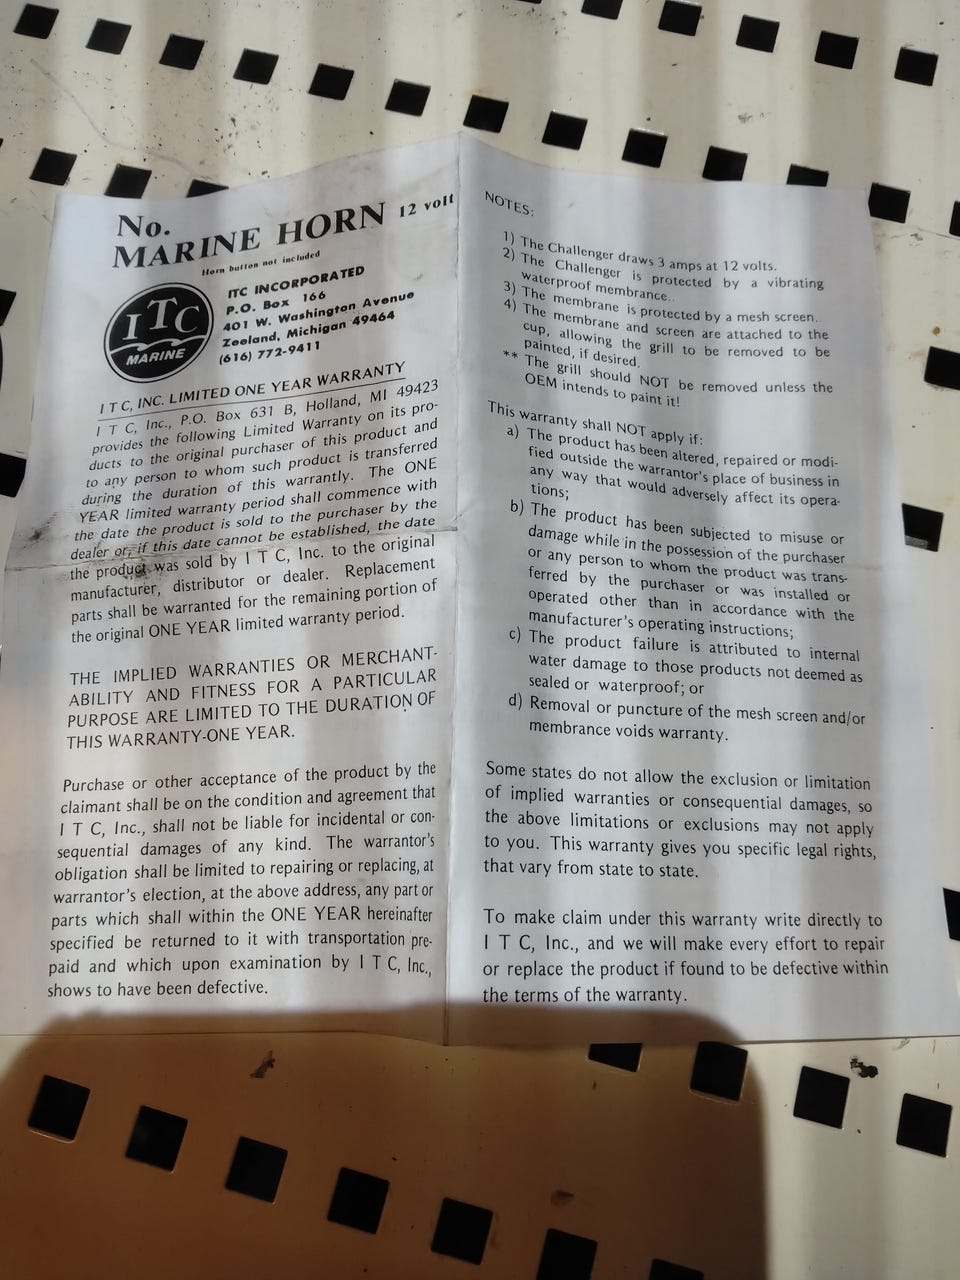 No.
MARINE HORN 12 volt
Horn button not included
ITC
MARINE
ITC INCORPORATED
P.O. Box 166
401 W. Washington Avenue
Zeeland, Michigan 49464
(616) 772-9411
I T C, INC. LIMITED ONE YEAR WARRANTY
I T C, Inc., P.O. Box 631 B, Holland, MI 49423
provides the following Limited Warranty on its pro-
ducts to the original purchaser of this product and
to any person to whom such product is transferred
during the duration of this warrantly. The ONE
YEAR limited warranty period shall commence with
the date the product is sold to the purchaser by the
dealer or, if this date cannot be established, the date
the product was sold by I T C, Inc. to the original
manufacturer, distributor or dealer. Replacement
parts shall be warranted for the remaining portion of
the original ONE YEAR limited warranty period.
THE IMPLIED WARRANTIES OR MERCHANT-
ABILITY AND FITNESS FOR A PARTICULAR
PURPOSE ARE LIMITED TO THE DURATION OF
THIS WARRANTY-ONE YEAR.
Purchase or other acceptance of the product by the
claimant shall be on the condition and agreement that
I T C, Inc., shall not be liable for incidental or con-
sequential damages of any kind. The warrantor's
obligation shall be limited to repairing or replacing, at
warrantor's election, at the above address, any part or
parts which shall within the ONE YEAR hereinafter
specified be returned to it with transportation pre-
paid and which upon examination by I T C, Inc.,
shows to have been defective.
NOTES:
1) The Challenger draws 3 amps at 12 volts.
2) The Challenger is protected by a vibrating
waterproof membrance.
3) The membrane is protected by a mesh screen.
4) The membrane and screen are attached to the
cup, allowing the grill to be removed to be
painted, if desired.
** The grill should NOT be removed unless the
OEM intends to paint it!
This warranty shall NOT apply if:
a) The product has been altered, repaired or modi-
fied outside the warrantor's place of business in
any way that would adversely affect its opera-
tions;
b) The product has been subjected to misuse or
damage while in the possession of the purchaser
or any person to whom the product was trans-
ferred by the purchaser or was installed or
operated other than in accordance with the
manufacturer's operating instructions;
c) The product failure is attributed to internal
water damage to those products not deemed as
sealed or waterproof; or
d) Removal or puncture of the mesh screen and/or
membrance voids warranty.
Some states do not allow the exclusion or limitation
of implied warranties or consequential damages, so
the above limitations or exclusions may not apply
to you. This warranty gives you specific legal rights,
that vary from state to state.
To make claim under this warranty write directly to
I T C, Inc., and we will make every effort to repair
or replace the product if found to be defective within
the terms of the warranty.